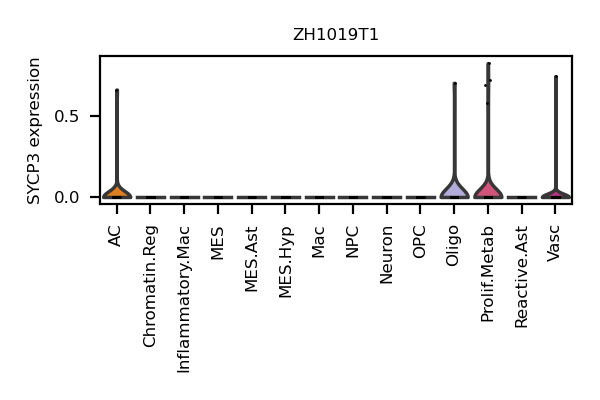 ZH1019T1
SYCP3 expression
0.5
0.0
AC
Chromatin.Reg
Inflammatory.Mac
MES
MES.Ast
MES.Hyp
Mac
NPC
Neuron
OPC
Oligo
Prolif.Metab
Reactive.Ast
Vasc